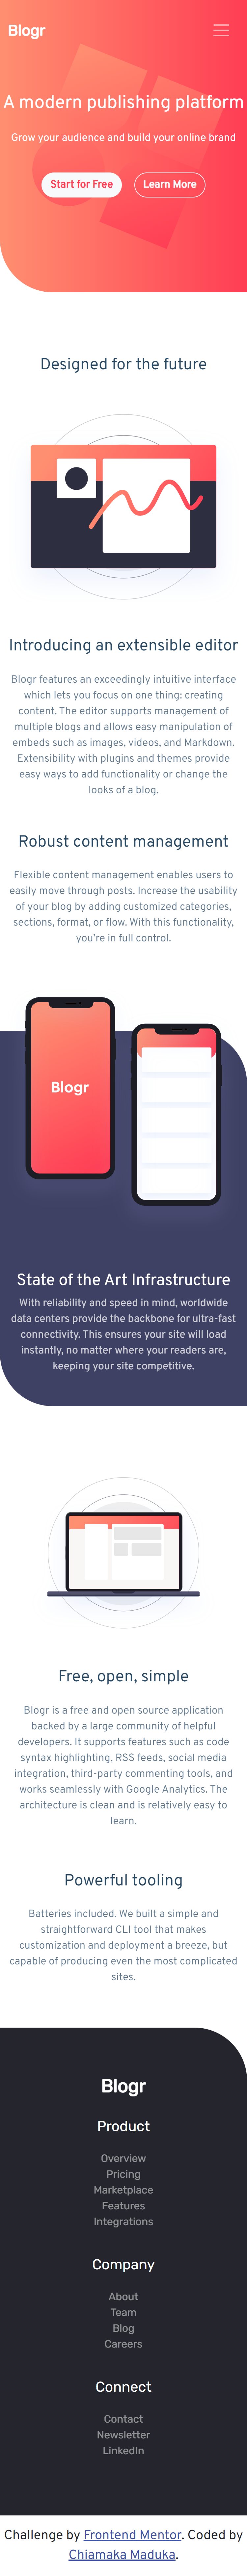 Blogr
A modern publishing platform
Grow your audience and build your online brand
Start for Free
Learn More
Designed for the future
Introducing an extensible editor
Blogr features an exceedingly intuitive interface
which lets you focus on one thing: creating
content. The editor supports management of
multiple blogs and allows easy manipulation of
embeds such as images, videos, and Markdown.
Extensibility with plugins and themes provide
easy ways to add functionality or change the
looks of a blog.
Robust content management
Flexible content management enables users to
easily move through posts. Increase the usability
of your blog by adding customized categories,
sections, format, or flow. With this functionality,
you're in full control.
Blogr
State of the Art Infrastructure
With reliability and speed in mind, worldwide
data centers provide the backbone for ultra-fast
connectivity. This ensures your site will load
instantly, no matter where your readers are,
keeping your site competitive.
Free, open, simple
Blogr is a free and open source application
backed by a large community of helpful
developers. It supports features such as code
syntax highlighting, RSS feeds, social media
integration, third-party commenting tools, and
works seamlessly with Google Analytics. The
architecture is clean and is relatively easy to
learn.
Powerful tooling
Batteries included. We built a simple and
straightforward CLI tool that makes
customization and deployment a breeze, but
capable of producing even the most complicated
sites.
Blogr
Product
Overview
Pricing
Marketplace
Features
Integrations
Company
About
Team
Blog
Careers
Connect
Contact
Newsletter
LinkedIn
Challenge by Frontend Mentor. Coded by
Chiamaka Maduka.